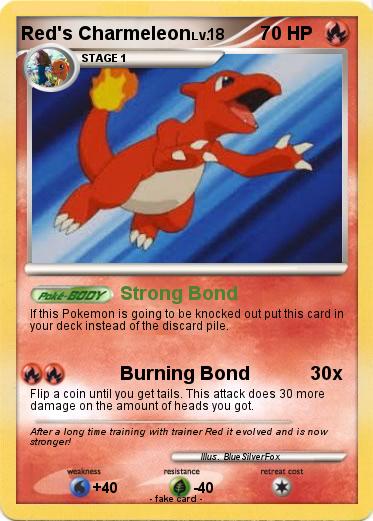 Red's Charmeleon LV.18 70 HP
STAGE 1
Poké-BODY Strong Bond
If this Pokemon is going to be knocked out put this card in
your deck instead of the discard pile.
Burning Bond 30x
Flip a coin until you get tails. This attack does 30 more
damage on the amount of heads you got.
After a long time training with trainer Red it evolved and is now
stronger!
Illus. BlueSilverFox
weakness resistance retreat cost
+40 -40
- fake card -